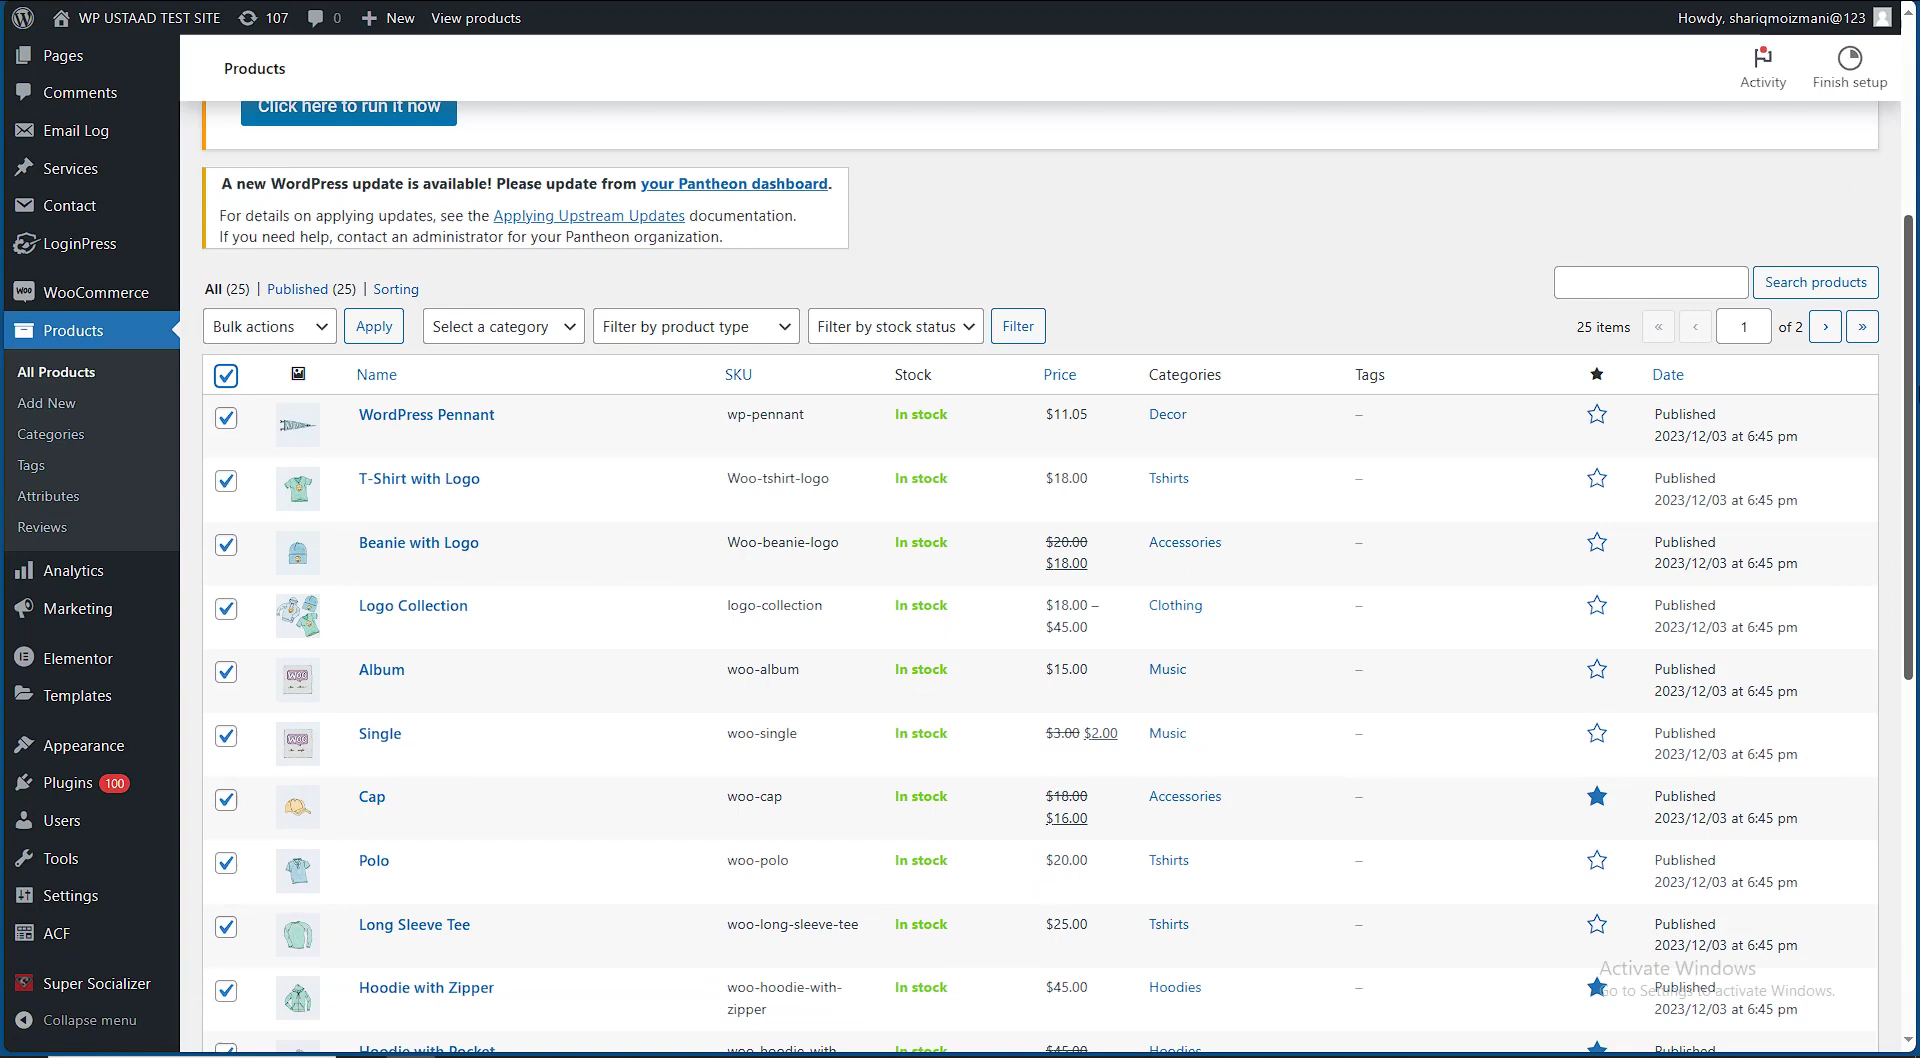 WP USTAAD TEST SITE 107 0 + New View products Howdy, shariqmoizmani@123
Pages
Comments
Email Log
Services
Contact
LoginPress
WooCommerce
Products
All Products
Add New
Categories
Tags
Attributes
Reviews
Analytics
Marketing
Elementor
Templates
Appearance
Plugins 100
Users
Tools
Settings
ACF
Super Socializer
Collapse menu
Products
Activity
Finish setup
Click here to run it now
A new WordPress update is available! Please update from your Pantheon dashboard.
For details on applying updates, see the Applying Upstream Updates documentation.
If you need help, contact an administrator for your Pantheon organization.
All (25) | Published (25) | Sorting
Search products
Bulk actions Apply Select a category Filter by product type Filter by stock status Filter 25 items « ‹ 1 of 2 › »
Name SKU Stock Price Categories Tags Date
WordPress Pennant wp-pennant In stock $11.05 Decor – Published
2023/12/03 at 6:45 pm
T-Shirt with Logo Woo-tshirt-logo In stock $18.00 Tshirts – Published
2023/12/03 at 6:45 pm
Beanie with Logo Woo-beanie-logo In stock $20.00 Accessories – Published
$18.00 2023/12/03 at 6:45 pm
Logo Collection logo-collection In stock $18.00 – Clothing – Published
$45.00 2023/12/03 at 6:45 pm
Album woo-album In stock $15.00 Music – Published
2023/12/03 at 6:45 pm
Single woo-single In stock $3.00 $2.00 Music – Published
2023/12/03 at 6:45 pm
Cap woo-cap In stock $18.00 Accessories – Published
$16.00 2023/12/03 at 6:45 pm
Polo woo-polo In stock $20.00 Tshirts – Published
2023/12/03 at 6:45 pm
Long Sleeve Tee woo-long-sleeve-tee In stock $25.00 Tshirts – Published
2023/12/03 at 6:45 pm
Activate Windows
Go to Settings to activate Windows.
Hoodie with Zipper woo-hoodie-with- In stock $45.00 Hoodies – Published
zipper 2023/12/03 at 6:45 pm
Hoodie with Pocket woo-hoodie-with- In stock $45.00 Hoodies Published